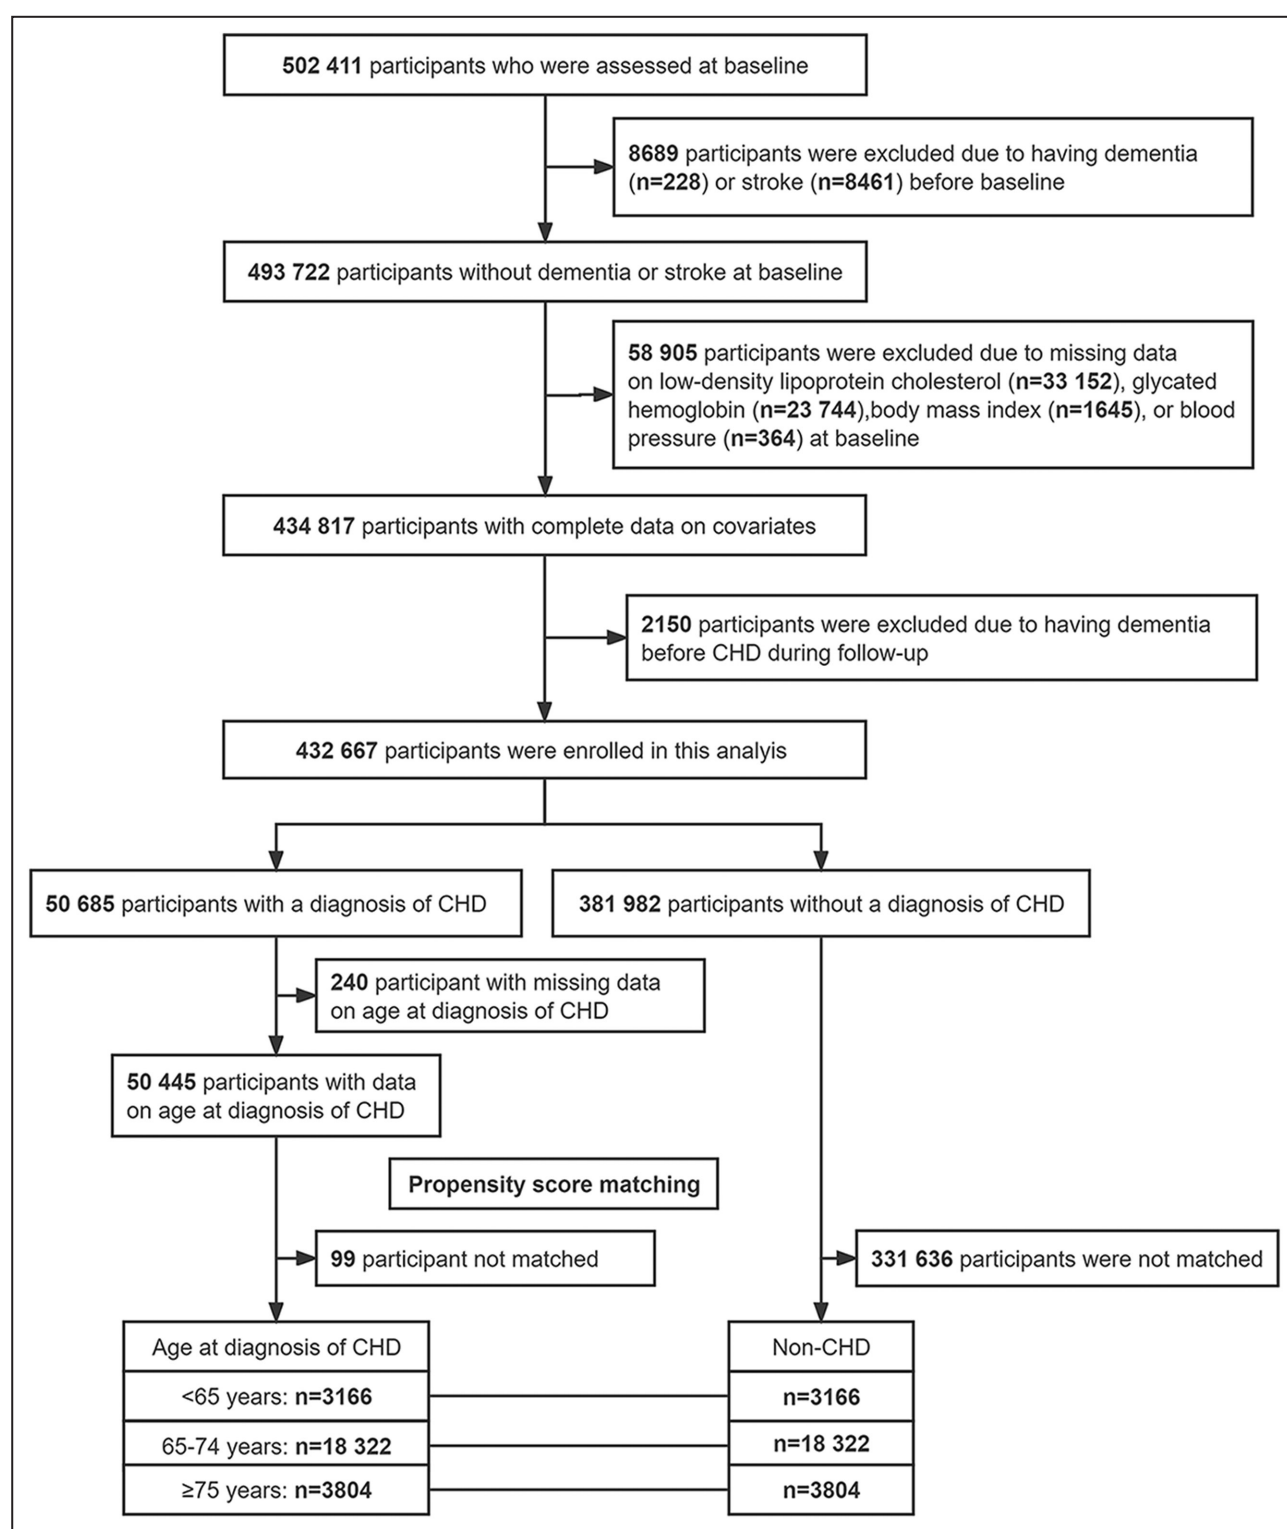 502 411 participants who were assessed at baseline
8689 participants were excluded due to having dementia
(n=228) or stroke (n=8461) before baseline
493 722 participants without dementia or stroke at baseline
58 905 participants were excluded due to missing data
on low-density lipoprotein cholesterol (n=33 152), glycated
hemoglobin (n=23 744),body mass index (n=1645), or blood
pressure (n=364) at baseline
434 817 participants with complete data on covariates
2150 participants were excluded due to having dementia
before CHD during follow-up
432 667 participants were enrolled in this analyis
50 685 participants with a diagnosis of CHD
381 982 participants without a diagnosis of CHD
240 participant with missing data
on age at diagnosis of CHD
50 445 participants with data
on age at diagnosis of CHD
Propensity score matching
99 participant not matched
331 636 participants were not matched
Age at diagnosis of CHD
Non-CHD
<65 years: n=3166
n=3166
65-74 years: n=18 322
n=18 322
≥75 years: n=3804
n=3804